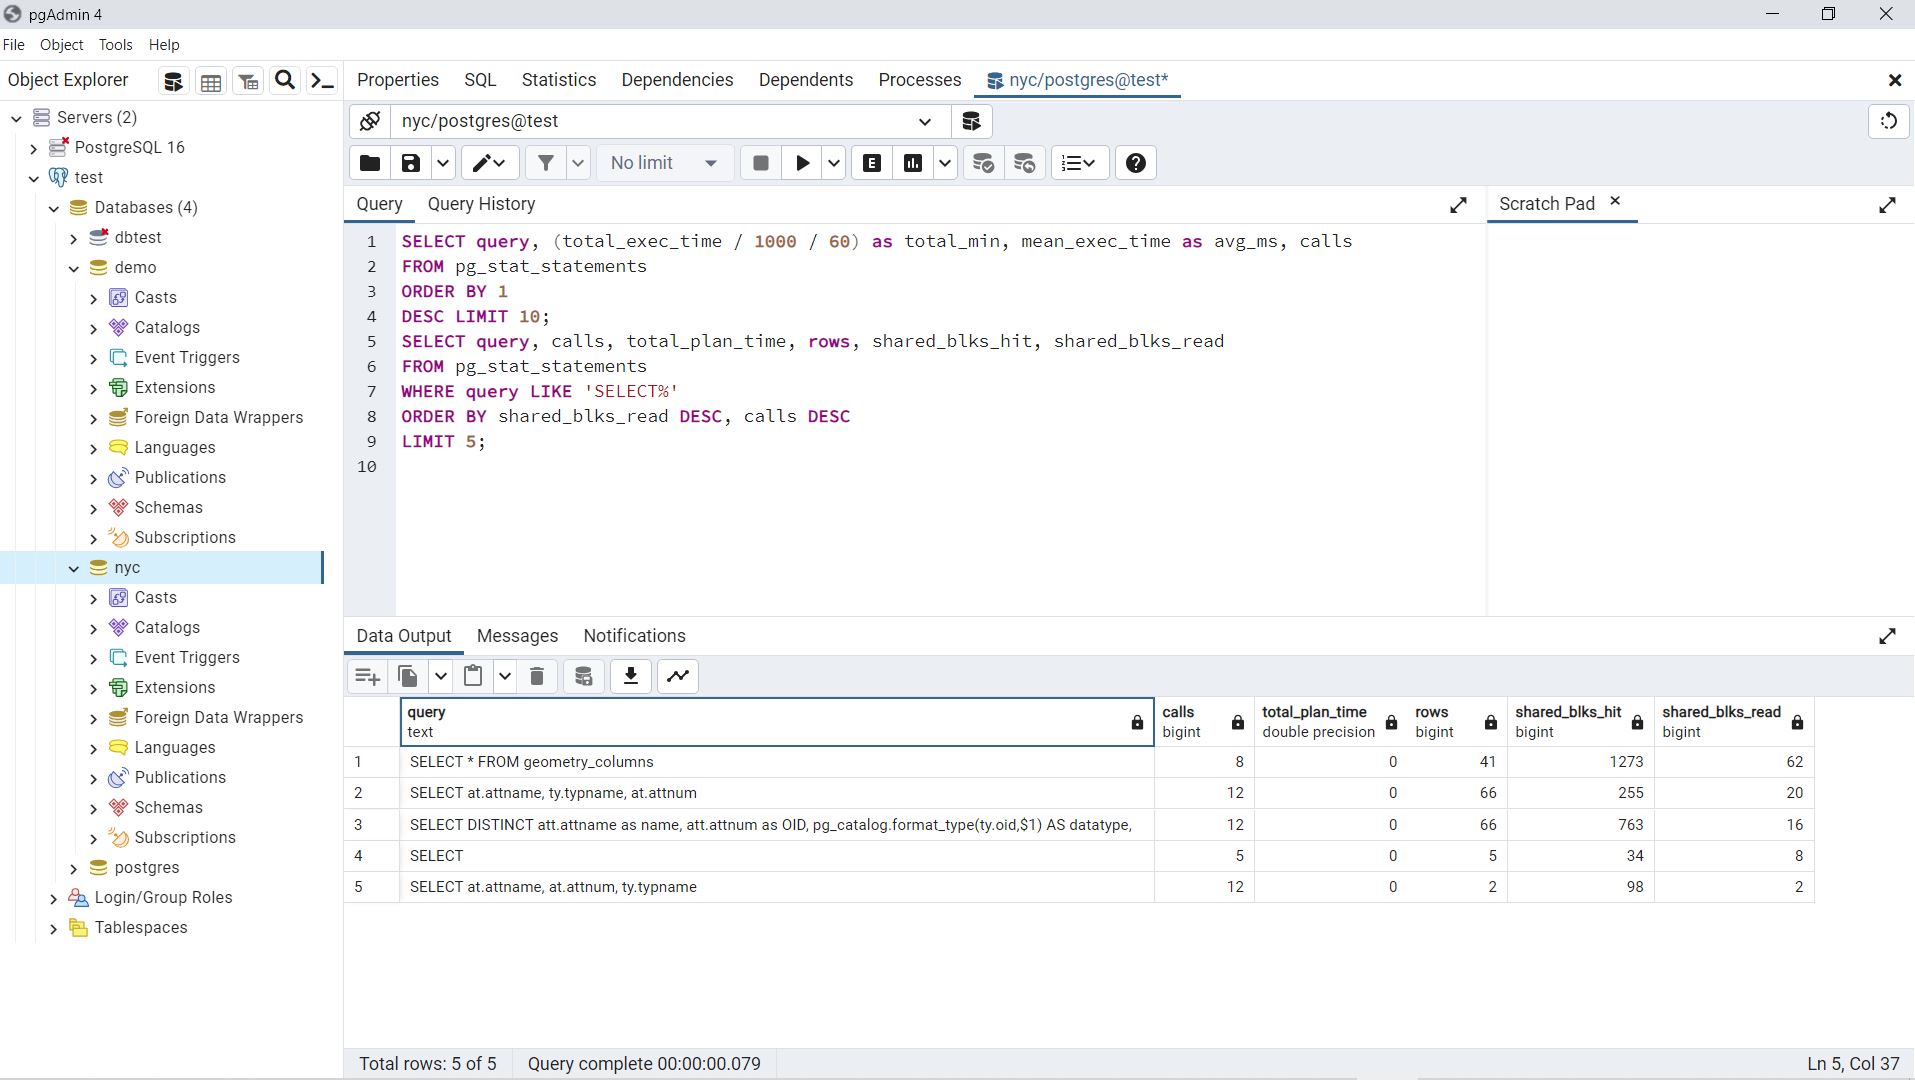 pgAdmin 4
File Object Tools Help
Object Explorer
Properties SQL Statistics Dependencies Dependents Processes nyc/postgres@test*
Servers (2)
PostgreSQL 16
test
Databases (4)
dbtest
demo
Casts
Catalogs
Event Triggers
Extensions
Foreign Data Wrappers
Languages
Publications
Schemas
Subscriptions
nyc
Casts
Catalogs
Event Triggers
Extensions
Foreign Data Wrappers
Languages
Publications
Schemas
Subscriptions
postgres
Login/Group Roles
Tablespaces
nyc/postgres@test
No limit E
Query Query History
Scratch Pad
1 SELECT query, (total_exec_time / 1000 / 60) as total_min, mean_exec_time as avg_ms, calls
2 FROM pg_stat_statements
3 ORDER BY 1
4 DESC LIMIT 10;
5 SELECT query, calls, total_plan_time, rows, shared_blks_hit, shared_blks_read
6 FROM pg_stat_statements
7 WHERE query LIKE 'SELECT%'
8 ORDER BY shared_blks_read DESC, calls DESC
9 LIMIT 5;
10
Data Output Messages Notifications
query calls total_plan_time rows shared_blks_hit shared_blks_read
text bigint double precision bigint bigint bigint
1 SELECT * FROM geometry_columns 8 0 41 1273 62
2 SELECT at.attname, ty.typname, at.attnum 12 0 66 255 20
3 SELECT DISTINCT att.attname as name, att.attnum as OID, pg_catalog.format_type(ty.oid,$1) AS datatype, 12 0 66 763 16
4 SELECT 5 0 5 34 8
5 SELECT at.attname, at.attnum, ty.typname 12 0 2 98 2
Total rows: 5 of 5 Query complete 00:00:00.079 Ln 5, Col 37